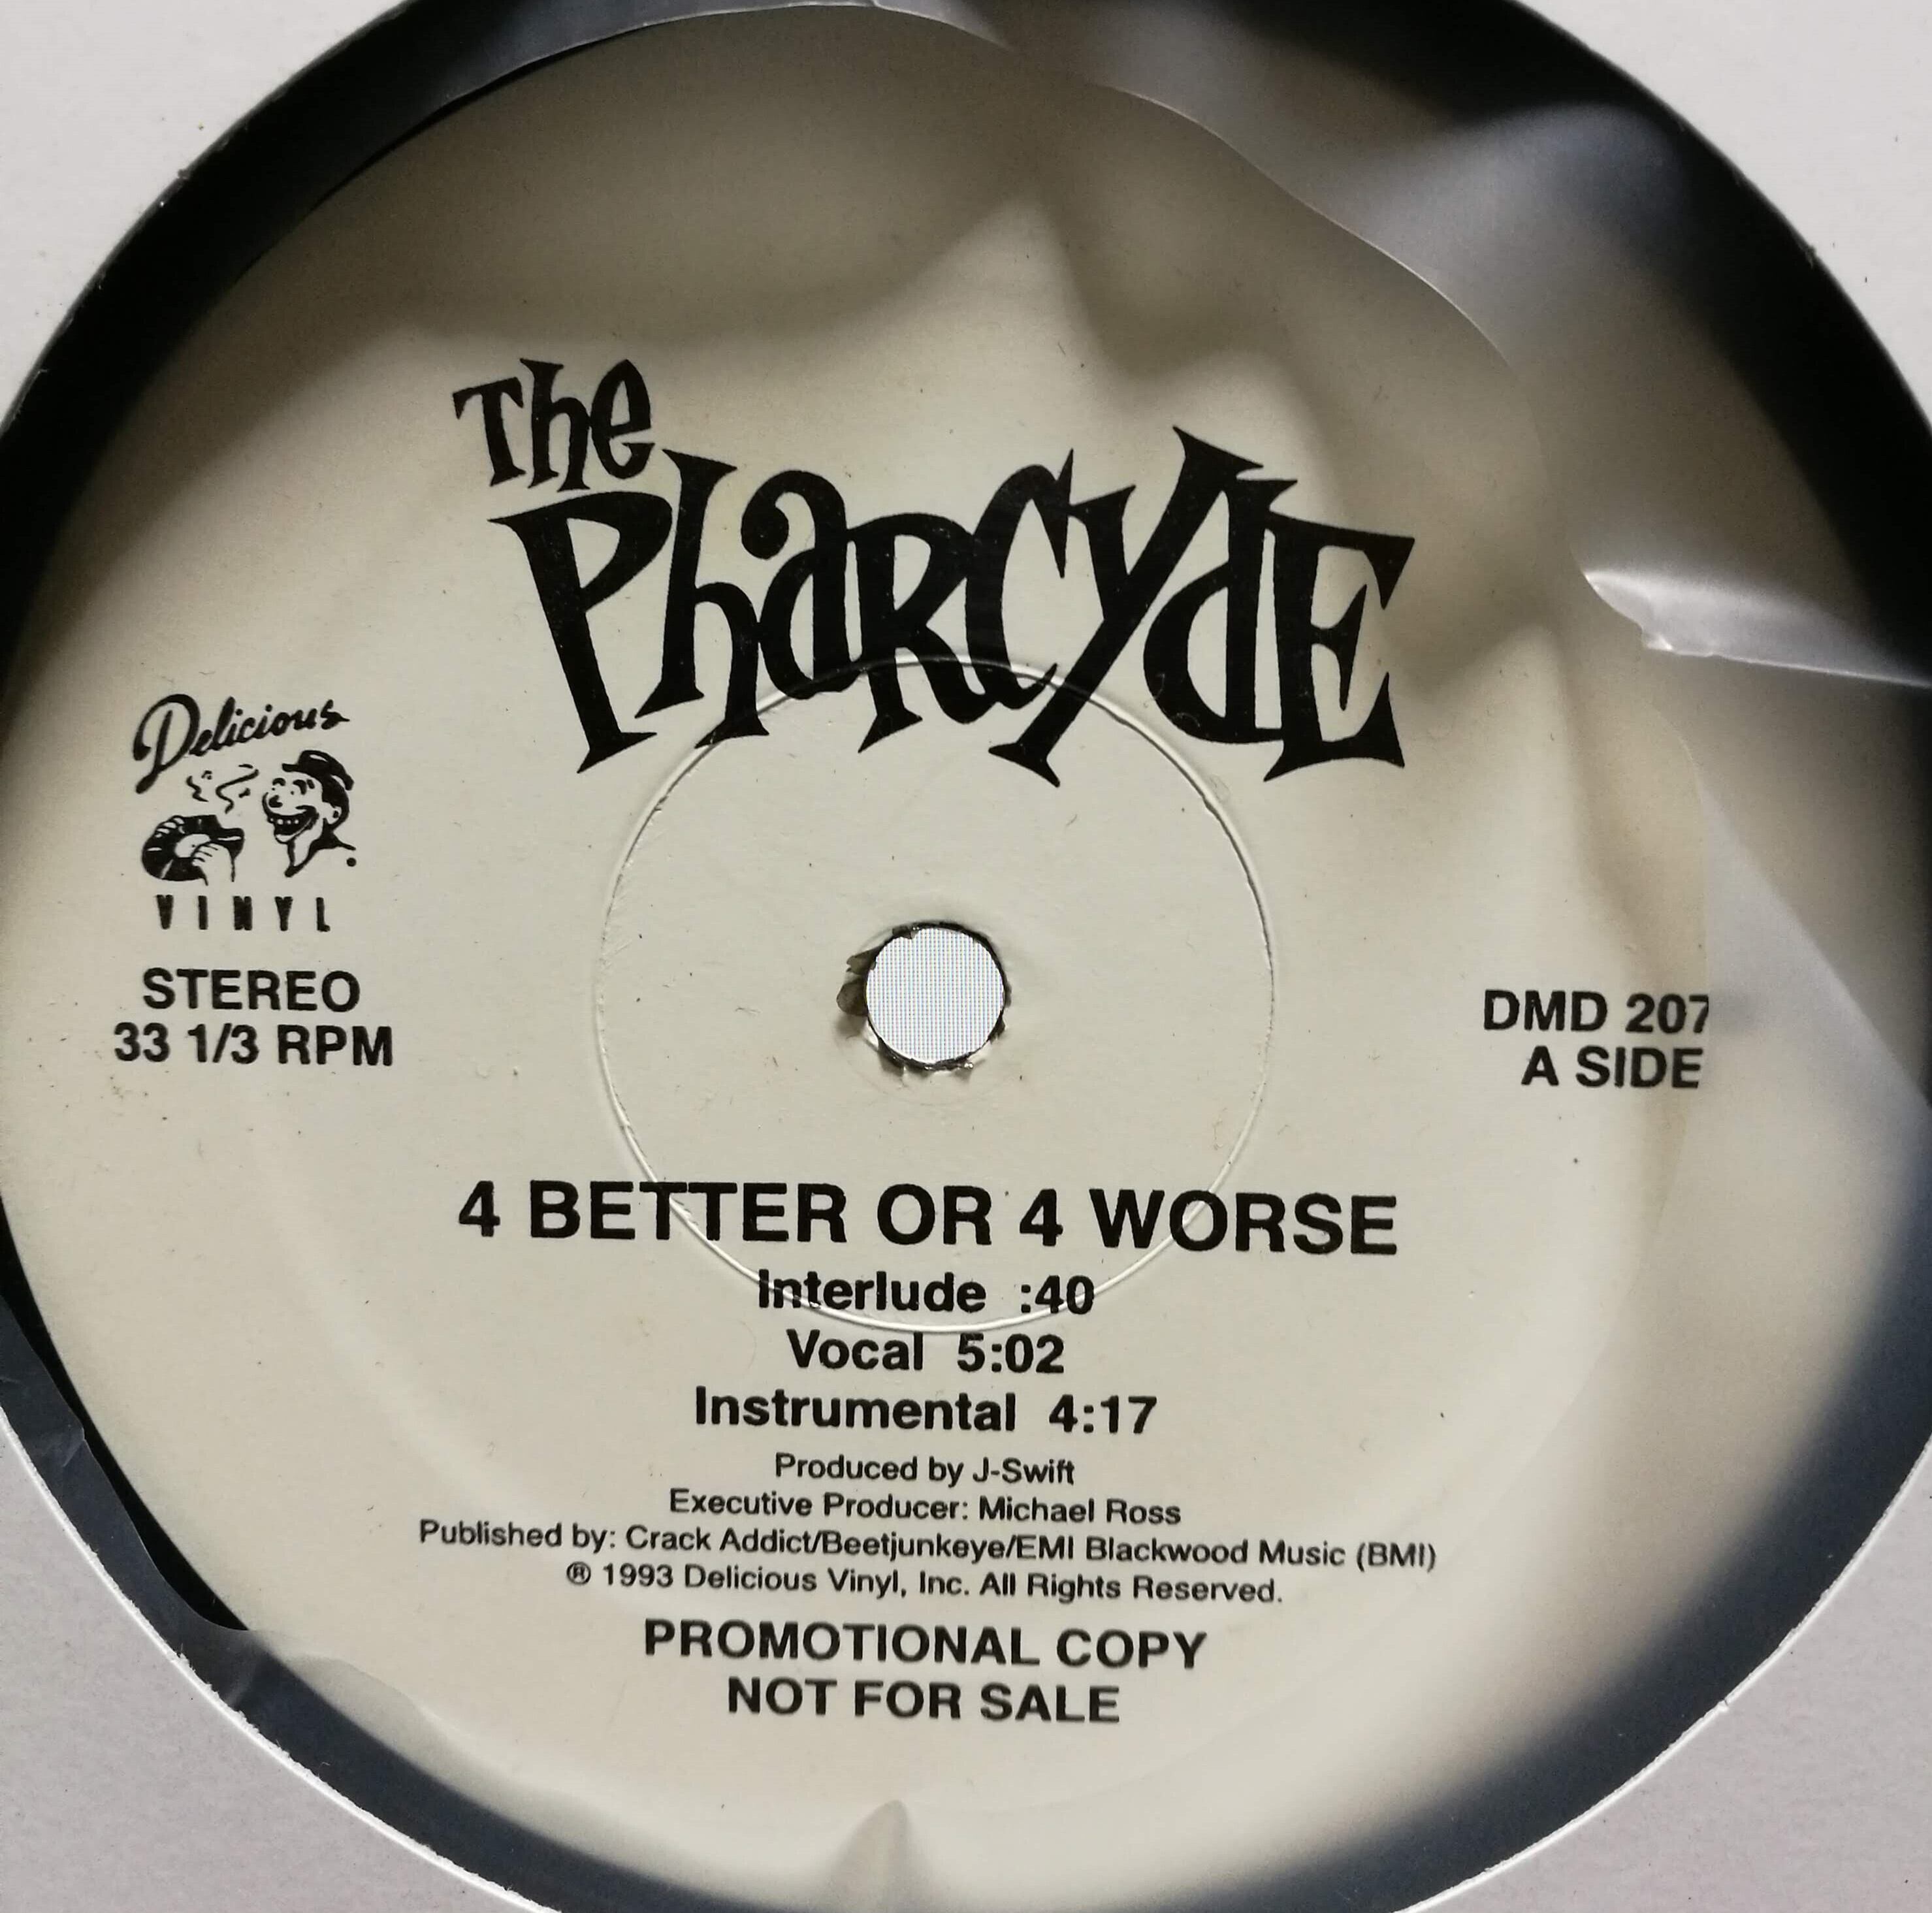 The
Pharcyde
Delicious
VINYL
STEREO
33 1/3 RPM
DMD 207
A SIDE
4 BETTER OR 4 WORSE
Interlude :40
Vocal 5:02
Instrumental 4:17
Produced by J-Swift
Executive Producer: Michael Ross
Published by: Crack Addict/Beetjunkeye/EMI Blackwood Music (BMI)
® 1993 Delicious Vinyl, Inc. All Rights Reserved.
PROMOTIONAL COPY
NOT FOR SALE